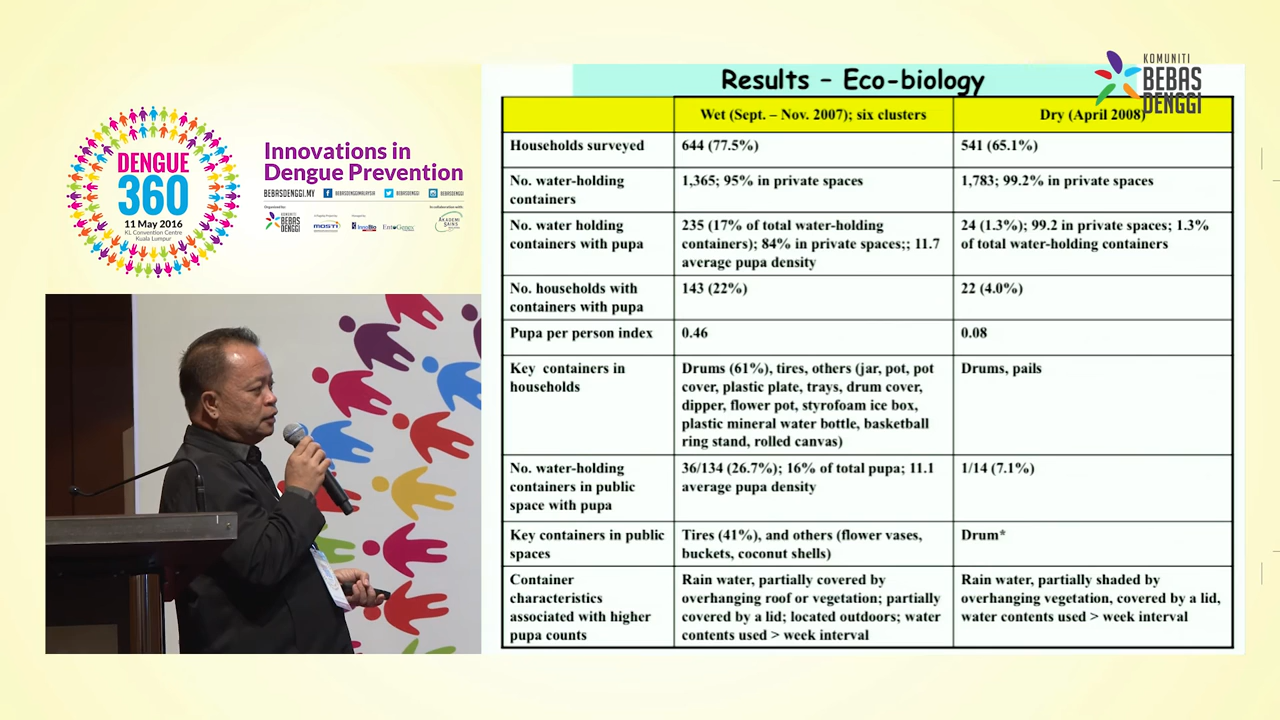 KOMUNITI
BEBAS
DENGGI
Results – Eco-biology
DENGUE
360
11 May 2016
KL Convention Centre
Kuala Lumpur
Innovations in
Dengue Prevention
BEBASDENGGI.MY BEBASDENGGIMALAYSIA BEBASDENGGI BEBASDENGGI
KOMUNITI
BEBAS
DENGGI
MOSTI
InnoBio
EntoGenex
AKADEMI
SAINS
Wet (Sept. – Nov. 2007); six clusters
Dry (April 2008)
Households surveyed
644 (77.5%)
541 (65.1%)
No. water-holding
containers
1,365; 95% in private spaces
1,783; 99.2% in private spaces
No. water holding
containers with pupa
235 (17% of total water-holding
containers); 84% in private spaces;; 11.7
average pupa density
24 (1.3%); 99.2 in private spaces; 1.3%
of total water-holding containers
No. households with
containers with pupa
143 (22%)
22 (4.0%)
Pupa per person index
0.46
0.08
Key containers in
households
Drums (61%), tires, others (jar, pot, pot
cover, plastic plate, trays, drum cover,
dipper, flower pot, styrofoam ice box,
plastic mineral water bottle, basketball
ring stand, rolled canvas)
Drums, pails
No. water-holding
containers in public
space with pupa
36/134 (26.7%); 16% of total pupa; 11.1
average pupa density
1/14 (7.1%)
Key containers in public
spaces
Tires (41%), and others (flower vases,
buckets, coconut shells)
Drum*
Container
characteristics
associated with higher
pupa counts
Rain water, partially covered by
overhanging roof or vegetation; partially
covered by a lid; located outdoors; water
contents used > week interval
Rain water, partially shaded by
overhanging vegetation, covered by a lid,
water contents used > week interval